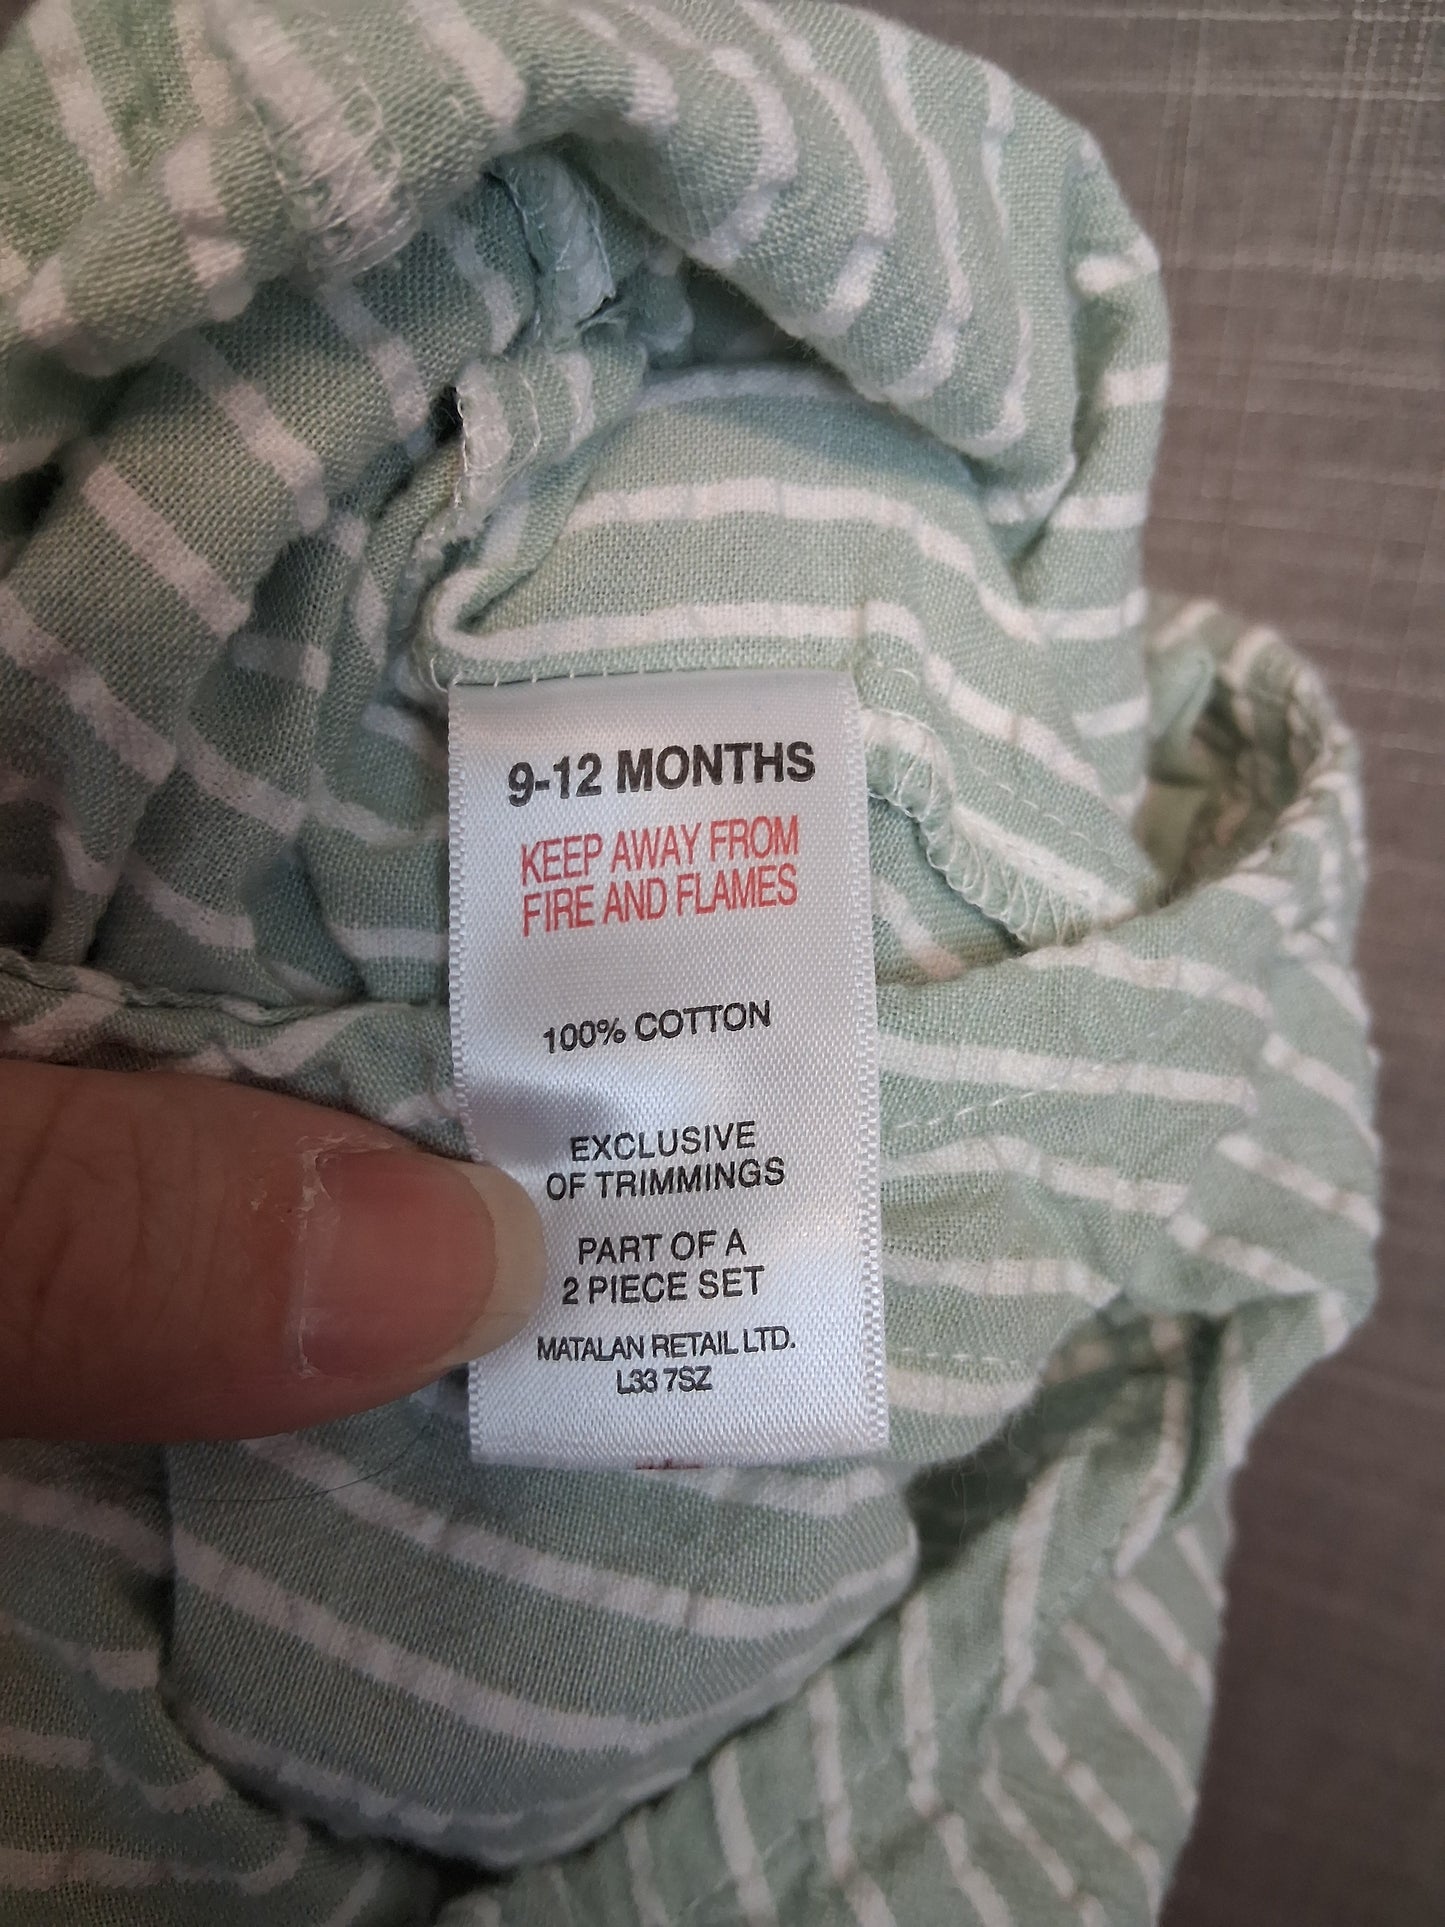 9-12 MONTHS
KEEP AWAY FROM
FIRE AND FLAMES
100% COTTON
EXCLUSIVE
OF TRIMMINGS
PART OF A
2 PIECE SET
MATALAN RETAIL LTD.
L33 7SZ